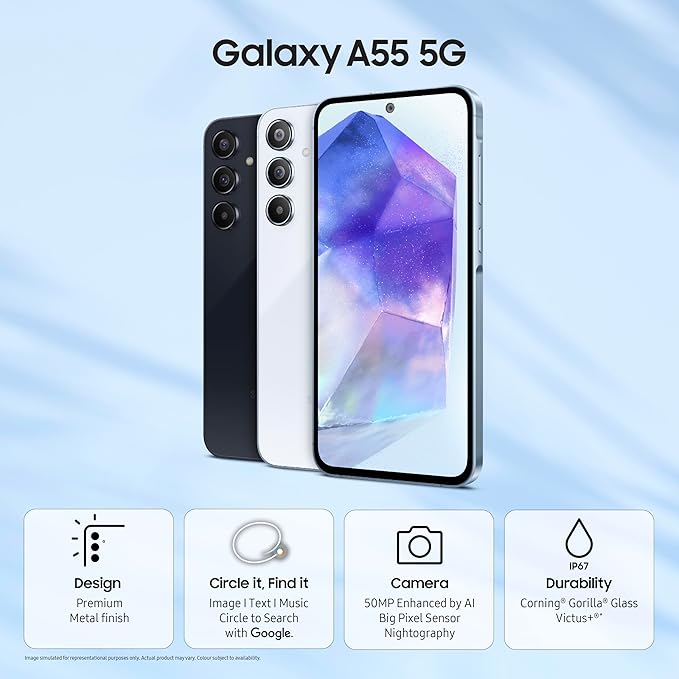 Galaxy A55 5G
Design
Premium
Metal finish
Circle it, Find it
Image I Text I Music
Circle to Search
with Google.
Camera
50MP Enhanced by AI
Big Pixel Sensor
Nightography
IP67
Durability
Corning® Gorilla® Glass
Victus+®*
Image simulated for representational purposes only. Actual product may vary. Colour subject to availability.